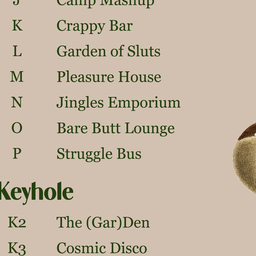 J Camp Mashup
K Crappy Bar
L Garden of Sluts
M Pleasure House
N Jingles Emporium
O Bare Butt Lounge
P Struggle Bus
Keyhole
K2 The (Gar)Den
K3 Cosmic Disco